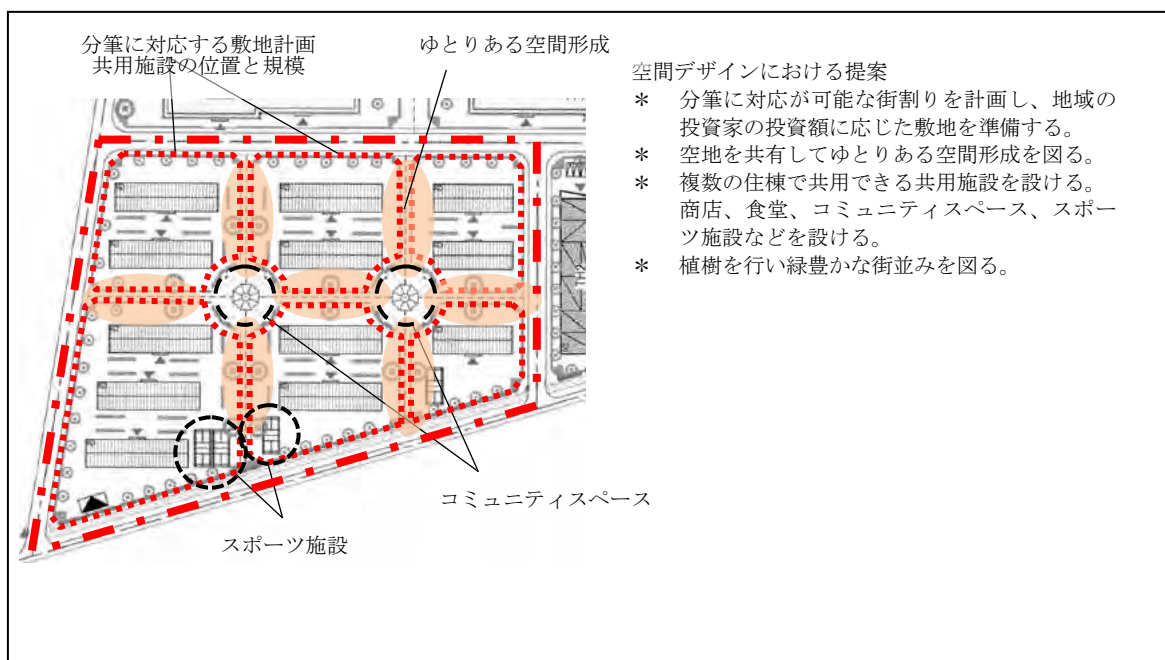 分筆に対応する敷地計画
共用施設の位置と規模
ゆとりある空間形成
コミュニティスペース
スポーツ施設
空間デザインにおける提案
＊ 分筆に対応が可能な街割りを計画し、地域の
投資家の投資額に応じた敷地を準備する。
＊ 空地を共有してゆとりある空間形成を図る。
＊ 複数の住棟で共用できる共用施設を設ける。
商店、食堂、コミュニティスペース、スポー
ツ施設などを設ける。
＊ 植樹を行い緑豊かな街並みを図る。